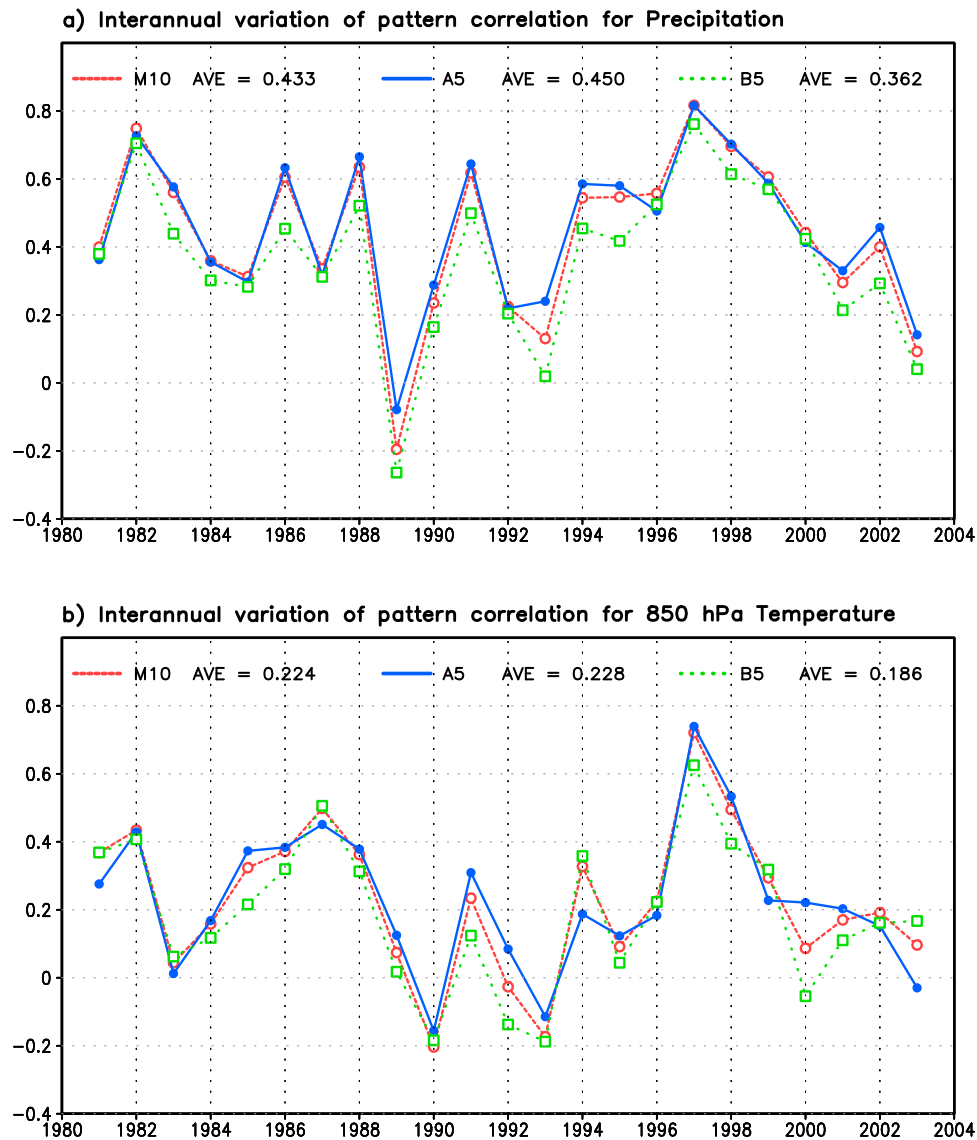 a) Interannual variation of pattern correlation for Precipitation
M10 AVE = 0.433 A5 AVE = 0.450 B5 AVE = 0.362
0.8
0.6
0.4
0.2
0
−0.2
−0.4
1980 1982 1984 1986 1988 1990 1992 1994 1996 1998 2000 2002 2004
b) Interannual variation of pattern correlation for 850 hPa Temperature
M10 AVE = 0.224 A5 AVE = 0.228 B5 AVE = 0.186
0.8
0.6
0.4
0.2
0
−0.2
−0.4
1980 1982 1984 1986 1988 1990 1992 1994 1996 1998 2000 2002 2004